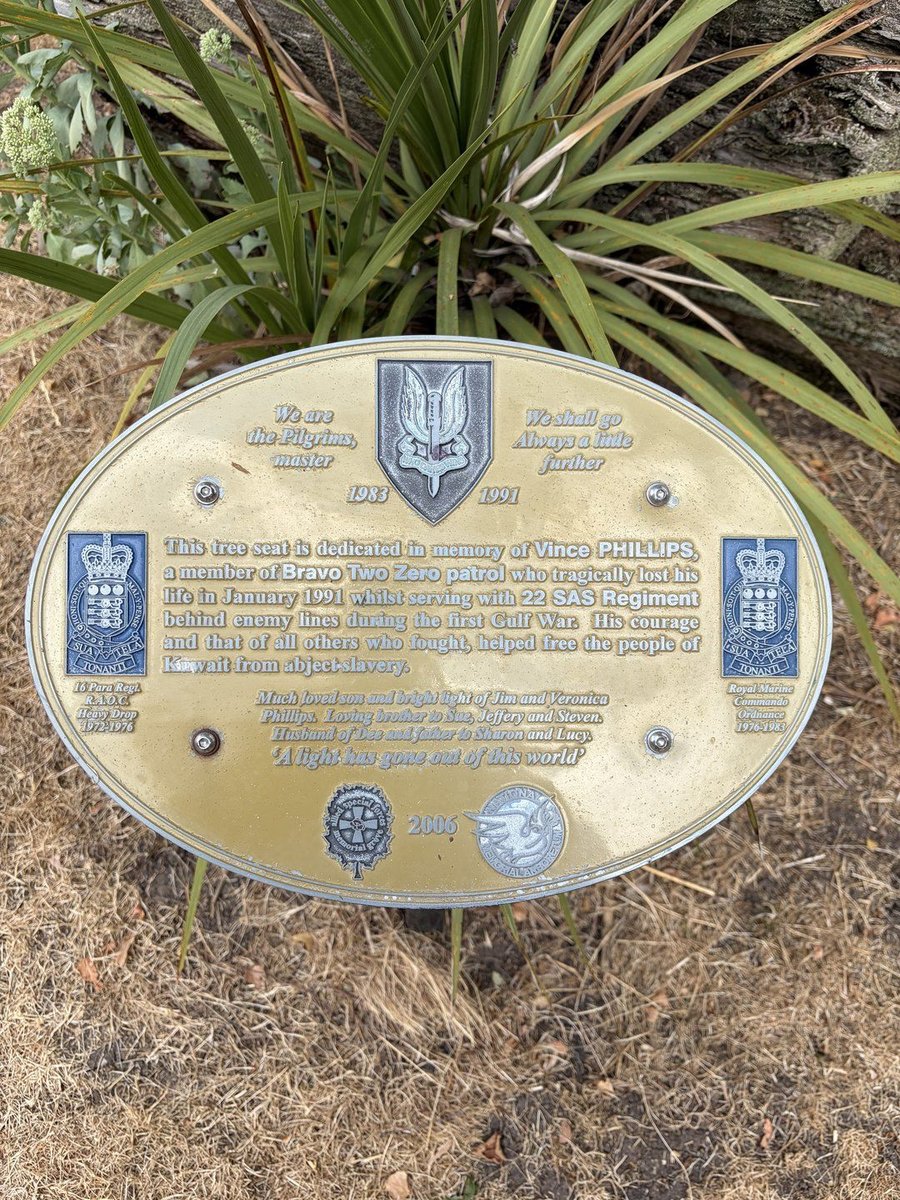 We are
the Pilgrims,
master
We shall go
Always a little
further
1983 1991
This tree seat is dedicated in memory of Vince PHILLIPS,
a member of Bravo Two Zero patrol who tragically lost his
life in January 1991 whilst serving with 22 SAS Regiment
behind enemy lines during the first Gulf War. His courage
and that of all others who fought, helped free the people of
Kuwait from abject slavery.
SUA TELA
TONANTI
16 Para Regt.
R.A.O.C.
Heavy Drop
1972-1976
SUA TELA
TONANTI
Royal Marine
Commando
Ordnance
1976-1983
Much loved son and bright light of Jim and Veronica
Phillips. Loving brother to Sue, Jeffery and Steven.
Husband of Dee and father to Sharon and Lucy.
'A light has gone out of this world'
A special forces
memorial grove
2006